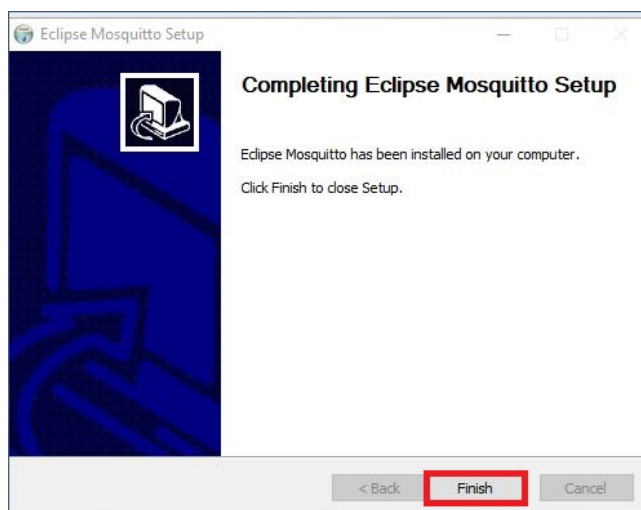 Eclipse Mosquitto Setup
Completing Eclipse Mosquitto Setup
Eclipse Mosquitto has been installed on your computer.
Click Finish to close Setup.
< Back
Finish
Cancel